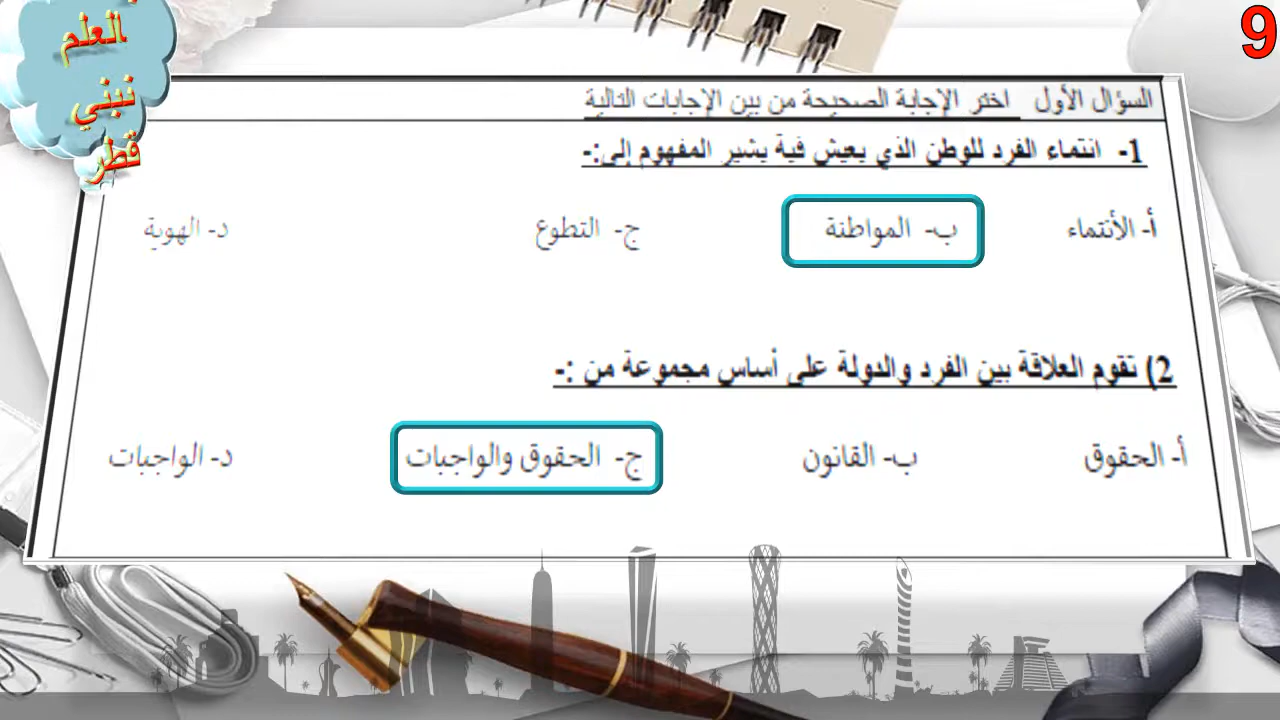 9
العلم
نبني
قطر
السؤال الأول اختر الإجابة الصحيحة من بين الإجابات التالية
1- انتماء الفرد للوطن الذي يعيش فية يشير المفهوم إلى:-
أ- الأنتماء ب- المواطنة ج- التطوع د- الهوية
2) تقوم العلاقة بين الفرد والدولة على أساس مجموعة من :-
أ- الحقوق ب- القانون ج- الحقوق والواجبات د- الواجبات